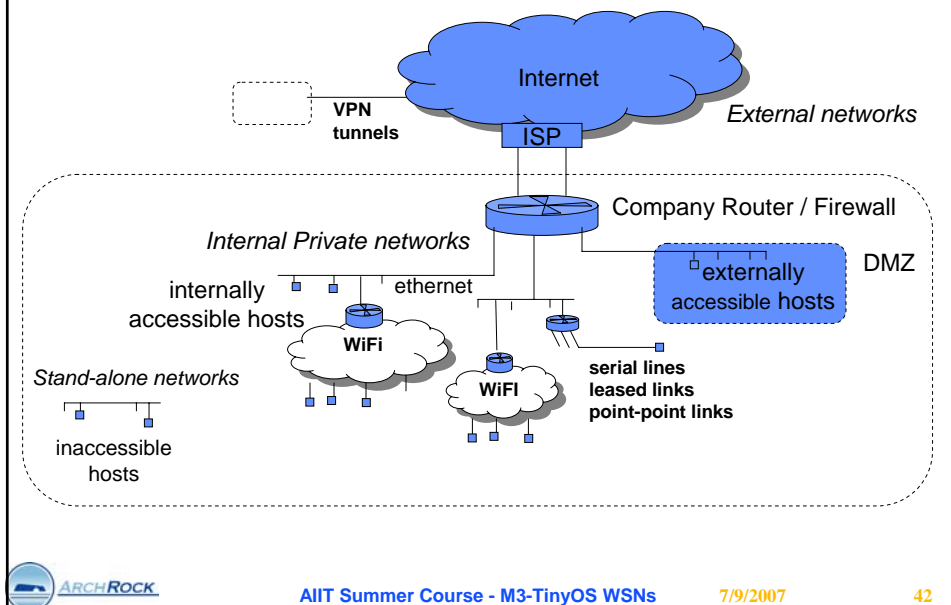 Internet
VPN
tunnels
External networks
ISP
Company Router / Firewall
Internal Private networks
DMZ
externally
accessible hosts
ethernet
internally
accessible hosts
WiFi
serial lines
leased links
point-point links
WiFI
Stand-alone networks
inaccessible
hosts
ARCHROCK
AIIT Summer Course - M3-TinyOS WSNs
7/9/2007
42